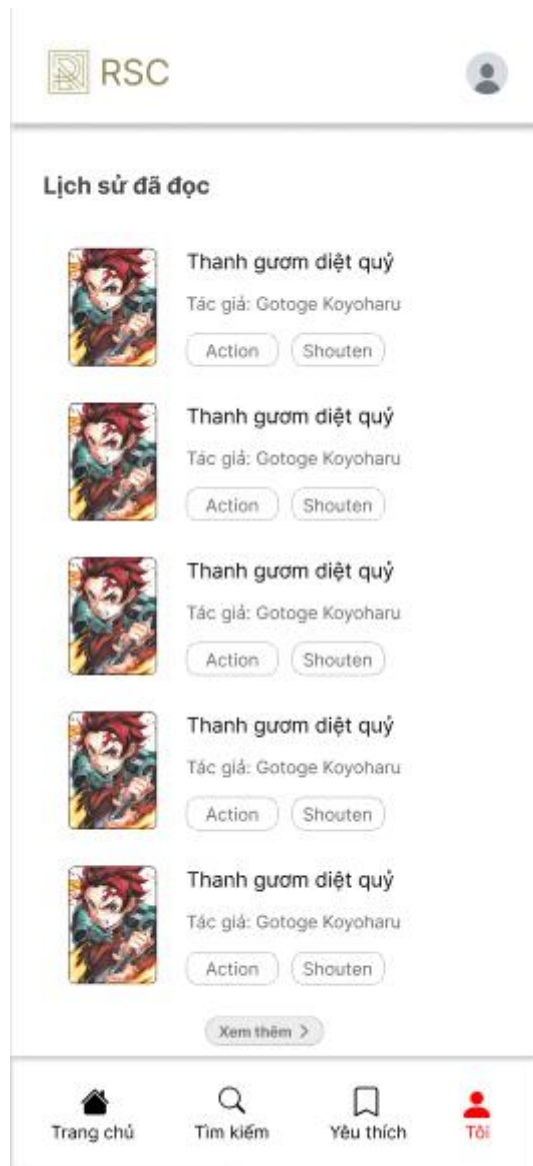 RSC
Lịch sử đã đọc
Thanh gươm diệt quỷ
Tác giả: Gotoge Koyoharu
Action Shouten
Thanh gươm diệt quỷ
Tác giả: Gotoge Koyoharu
Action Shouten
Thanh gươm diệt quỷ
Tác giả: Gotoge Koyoharu
Action Shouten
Thanh gươm diệt quỷ
Tác giả: Gotoge Koyoharu
Action Shouten
Thanh gươm diệt quỷ
Tác giả: Gotoge Koyoharu
Action Shouten
Xem thêm >
Trang chủ Tìm kiếm Yêu thích Tôi